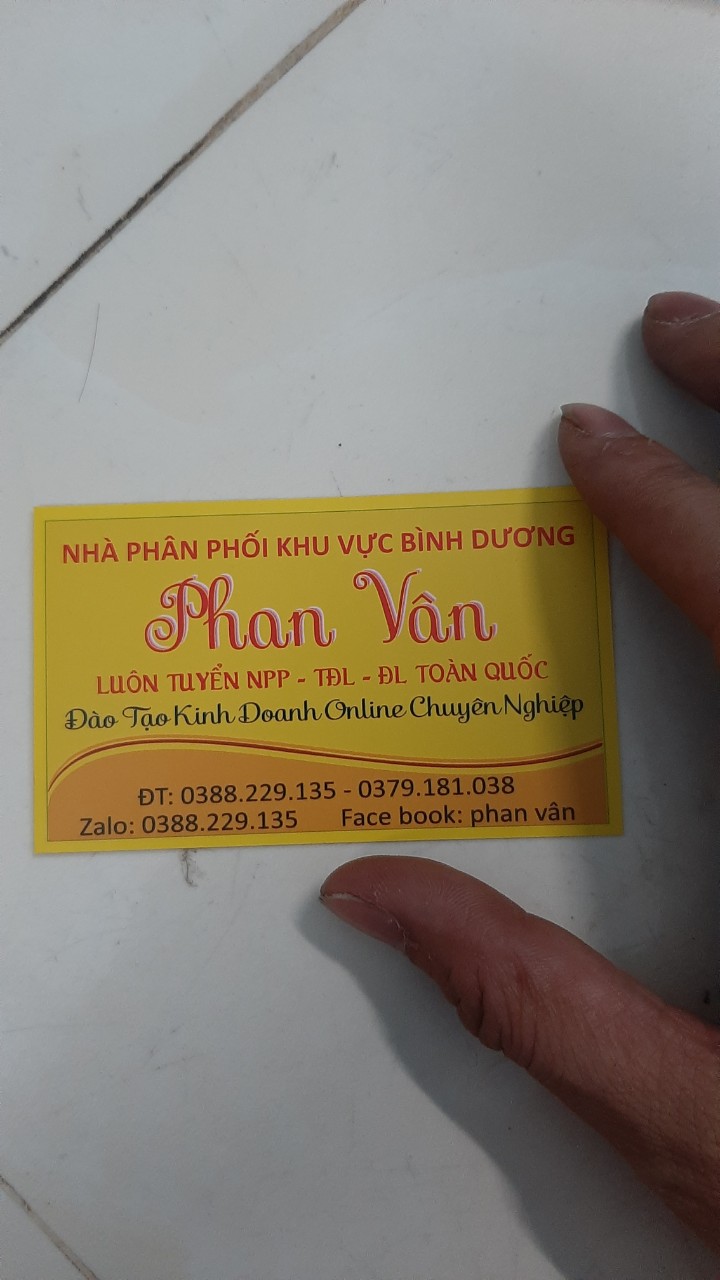 NHÀ PHÂN PHỐI KHU VỰC BÌNH DƯƠNG
Phan Vân
LUÔN TUYỂN NPP - TĐL - ĐL TOÀN QUỐC
Đào Tạo Kinh Doanh Online Chuyên Nghiệp
ĐT: 0388.229.135 - 0379.181.038
Zalo: 0388.229.135 Face book: phan vân